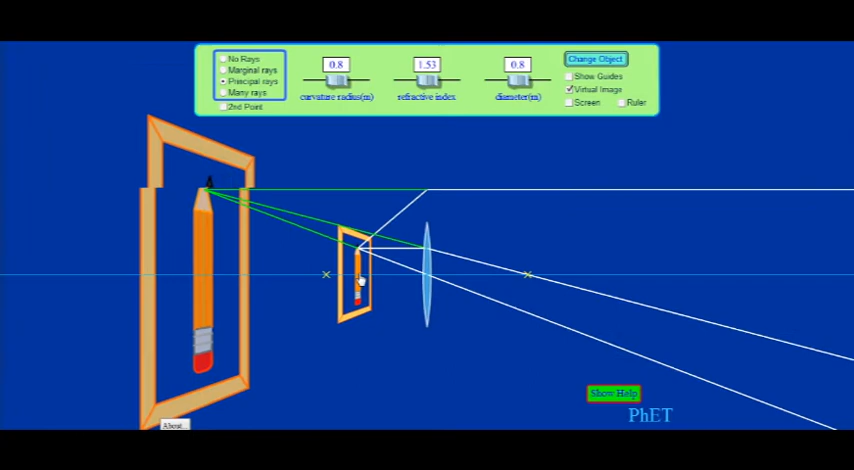 No Rays
Marginal rays
Principal rays
Many rays
2nd Point
0.8
curvature radius(m)
1.53
refractive index
0.8
diameter(m)
Change Object
Show Guides
Virtual Image
Screen
Ruler
Show Help
PhET
About...